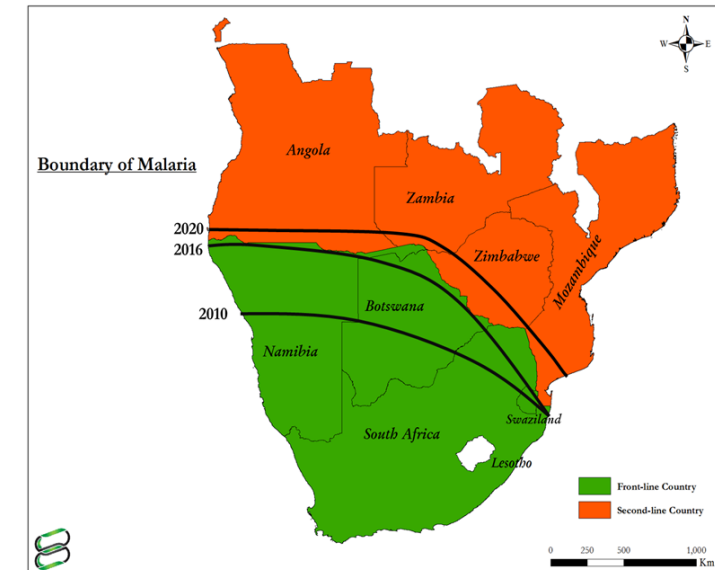 N
W E
S
Angola
Boundary of Malaria
Zambia
2020
2016
Zimbabwe
Mozambique
Botswana
2010
Namibia
Swaziland
South Africa
Lesotho
Front-line Country
Second-line Country
0 250 500 1,000
Km